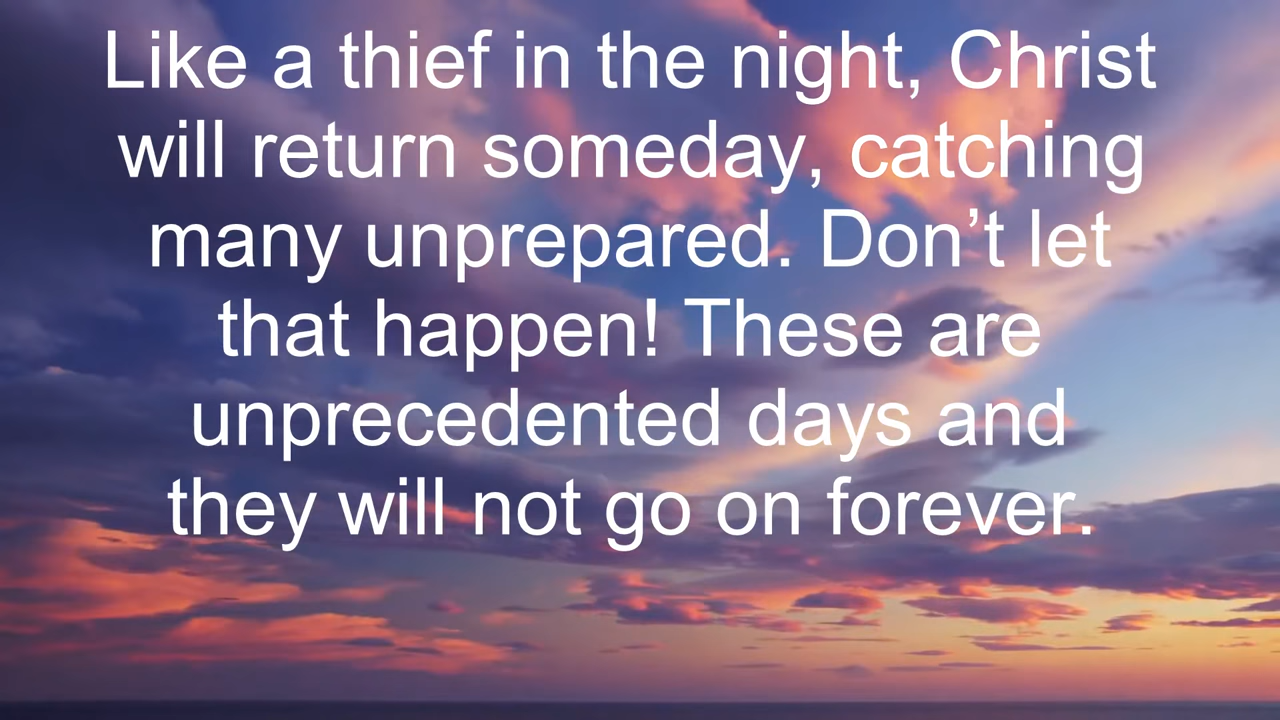 Like a thief in the night, Christ
will return someday, catching
many unprepared. Don’t let
that happen! These are
unprecedented days and
they will not go on forever.